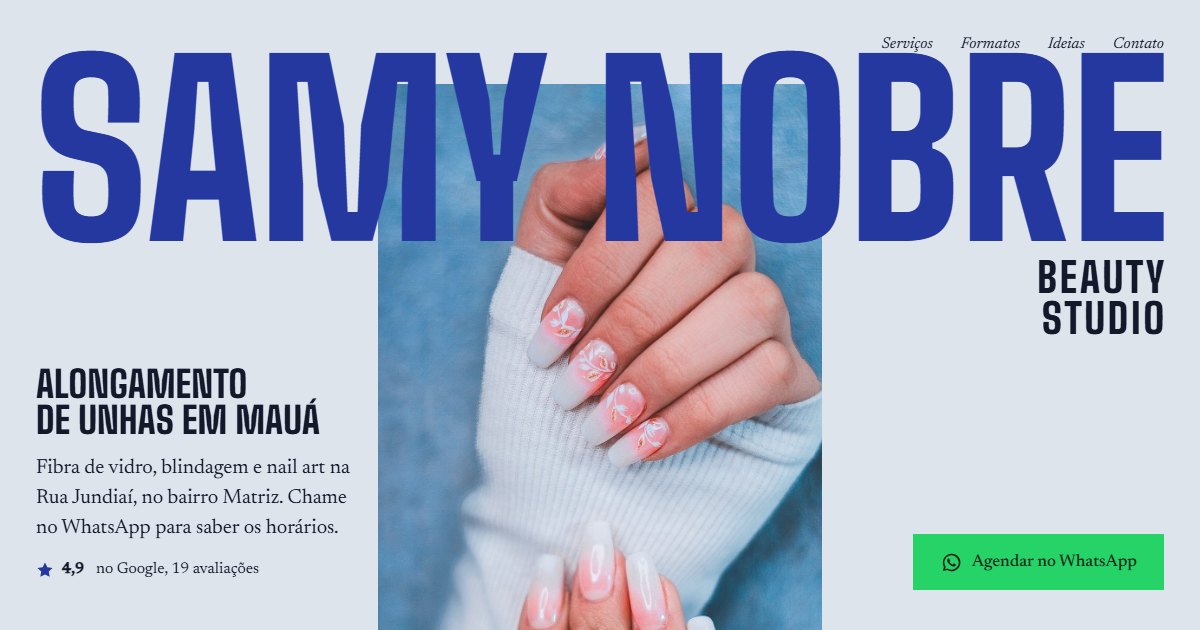 Serviços Formatos Ideias Contato
SAMY NOBRE
BEAUTY
STUDIO
ALONGAMENTO
DE UNHAS EM MAUÁ
Fibra de vidro, blindagem e nail art na
Rua Jundiaí, no bairro Matriz. Chame
no WhatsApp para saber os horários.
4,9 no Google, 19 avaliações
Agendar no WhatsApp